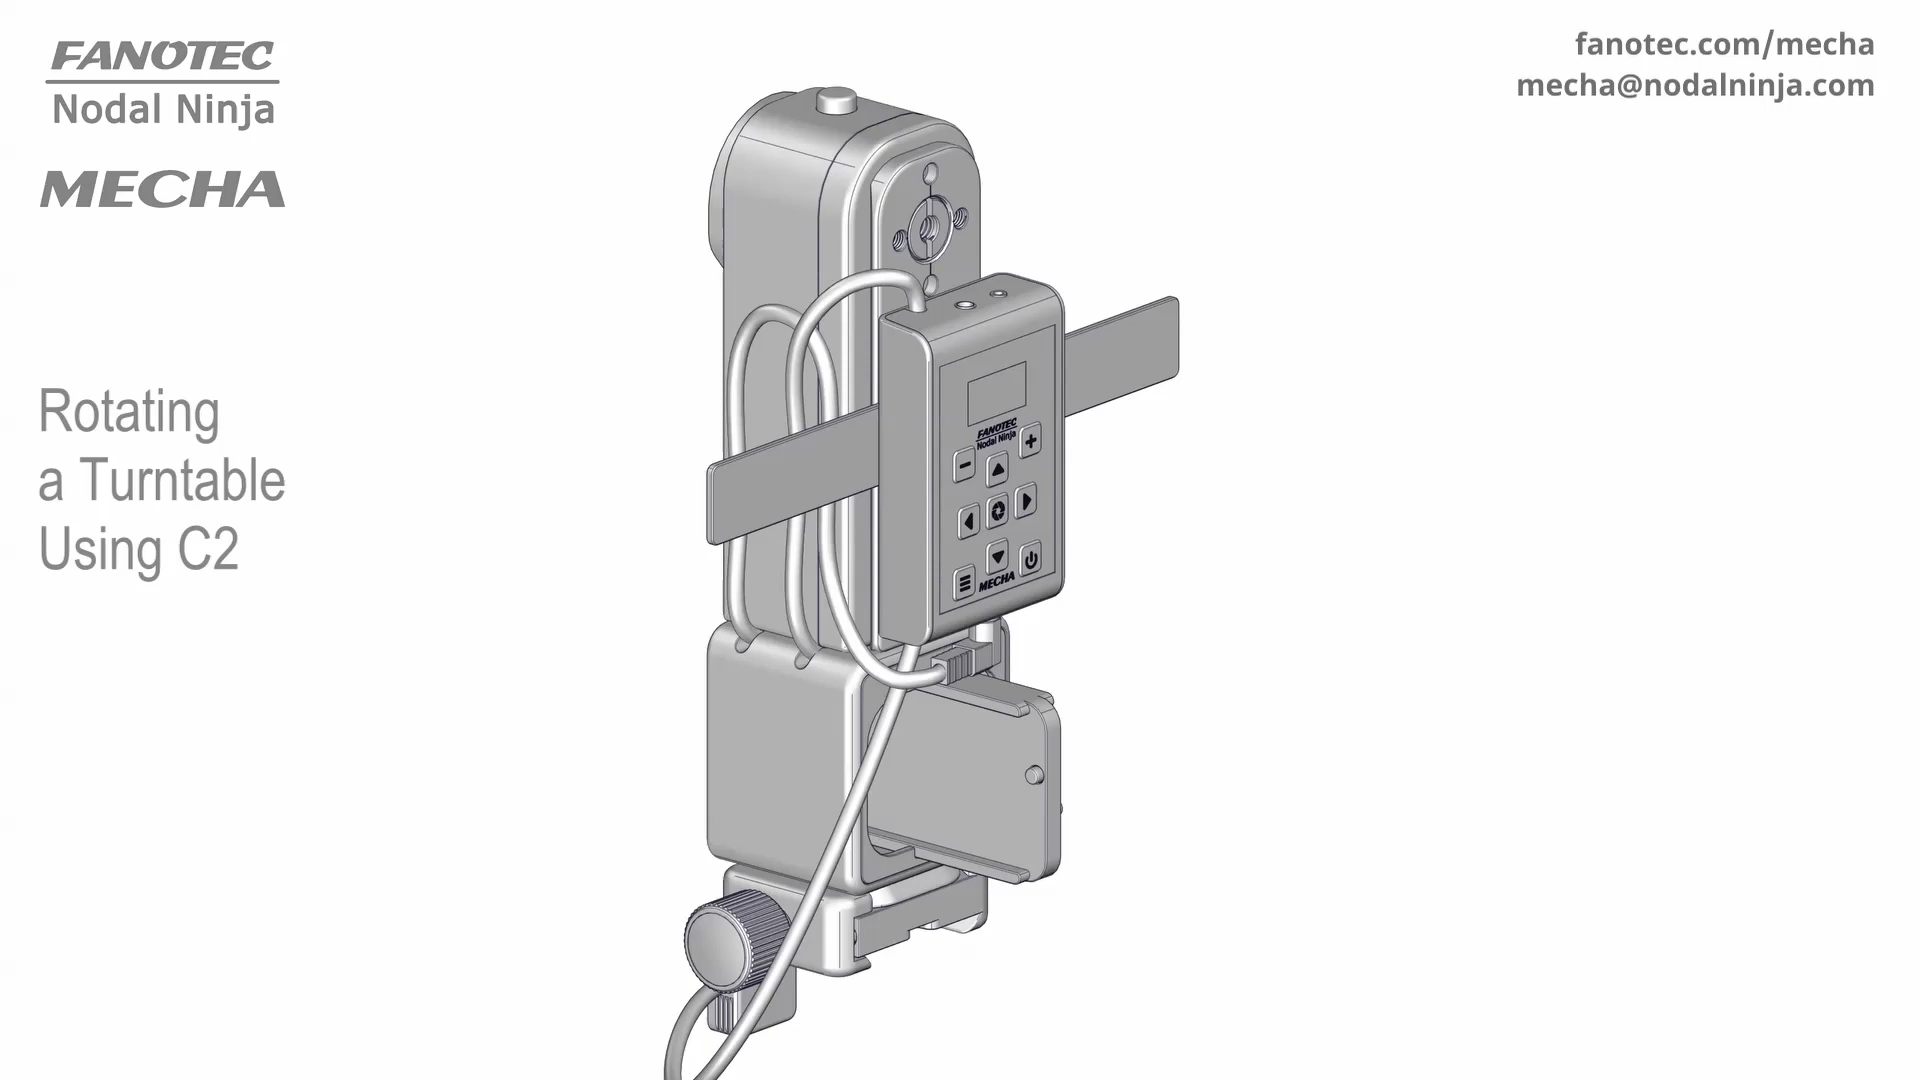 FANOTEC
Nodal Ninja
MECHA
fanotec.com/mecha
mecha@nodalninja.com
Rotating
a Turntable
Using C2
FANOTEC
Nodal Ninja
MECHA